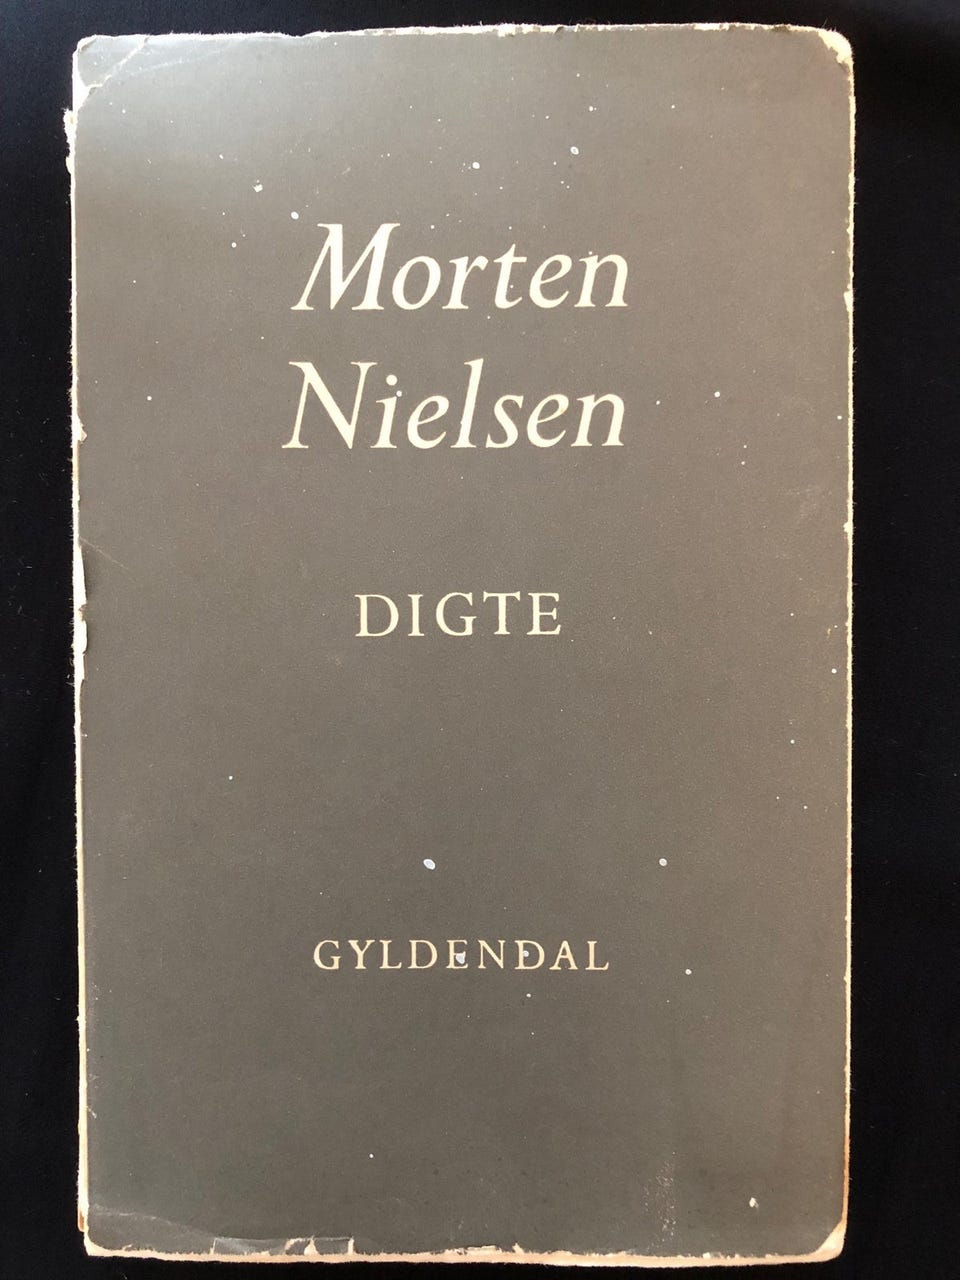 Morten
Nielsen
DIGTE
GYLDENDAL